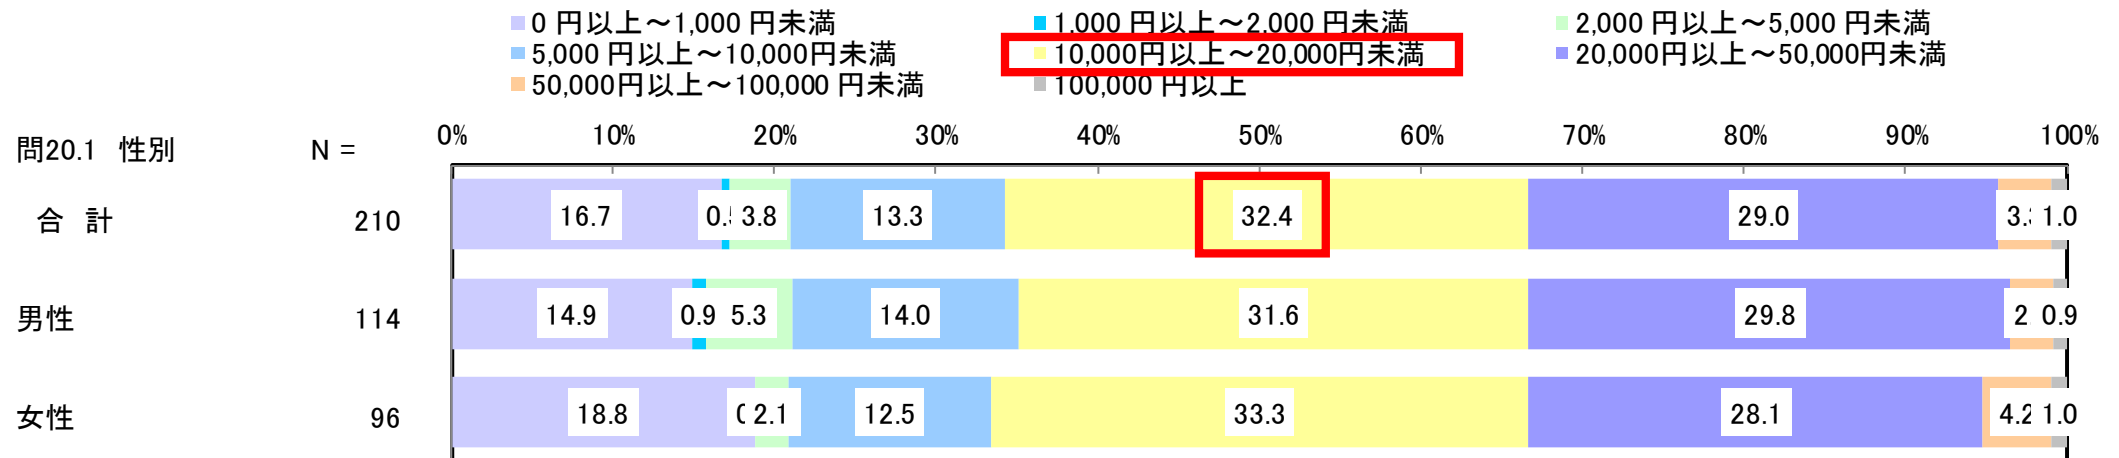 0 円以上～1,000 円未満 1,000 円以上～2,000 円未満 2,000 円以上～5,000 円未満
5,000 円以上～10,000円未満 10,000円以上～20,000円未満 20,000円以上～50,000円未満
50,000円以上～100,000 円未満 100,000 円以上
問20.1 性別 N = 0% 10% 20% 30% 40% 50% 60% 70% 80% 90% 100%
合 計 210 16.7 3.8 13.3 32.4 29.0 1.0
男性 114 14.9 0.9 5.3 14.0 31.6 29.8 0.9
女性 96 18.8 2.1 12.5 33.3 28.1 4.2 1.0